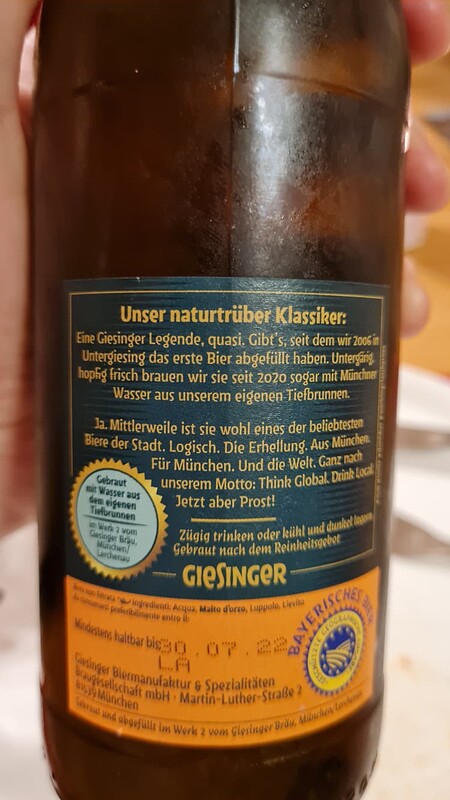 Unser naturtrüber Klassiker:
Eine Giesinger Legende, quasi. Gibt's, seit dem wir 2006 in
Untergiesing das erste Bier abgefüllt haben. Untergärig,
hopfig frisch brauen wir sie seit 2020 sogar mit Münchner
Wasser aus unserem eigenen Tiefbrunnen.
Ja. Mittlerweile ist sie wohl eines der beliebtesten
Biere der Stadt. Logisch. Die Erhellung. Aus München.
Für München. Und die Welt. Ganz nach
unserem Motto: Think Global. Drink Local.
Jetzt aber Prost!
Gebraut
mit Wasser aus
dem eigenen
Tiefbrunnen
im Werk 2 vom
Giesinger Bräu,
München/
Lerchenau
Zügig trinken oder kühl und dunkel lagern.
Gebraut nach dem Reinheitsgebot
GIESINGER
Ingredienti: Acqua, Malto d'orzo, Luppolo, Lievito
da consumarsi preferibilmente entro il:
Mindestens haltbar bis:
30.07.22
LA
BAYERISCHES BIER
Giesinger Biermanufaktur & Spezialitäten
Braugesellschaft mbH · Martin-Luther-Straße 2
81539 München
Gebraut und abgefüllt im Werk 2 vom Giesinger Bräu, München/Lerchenau